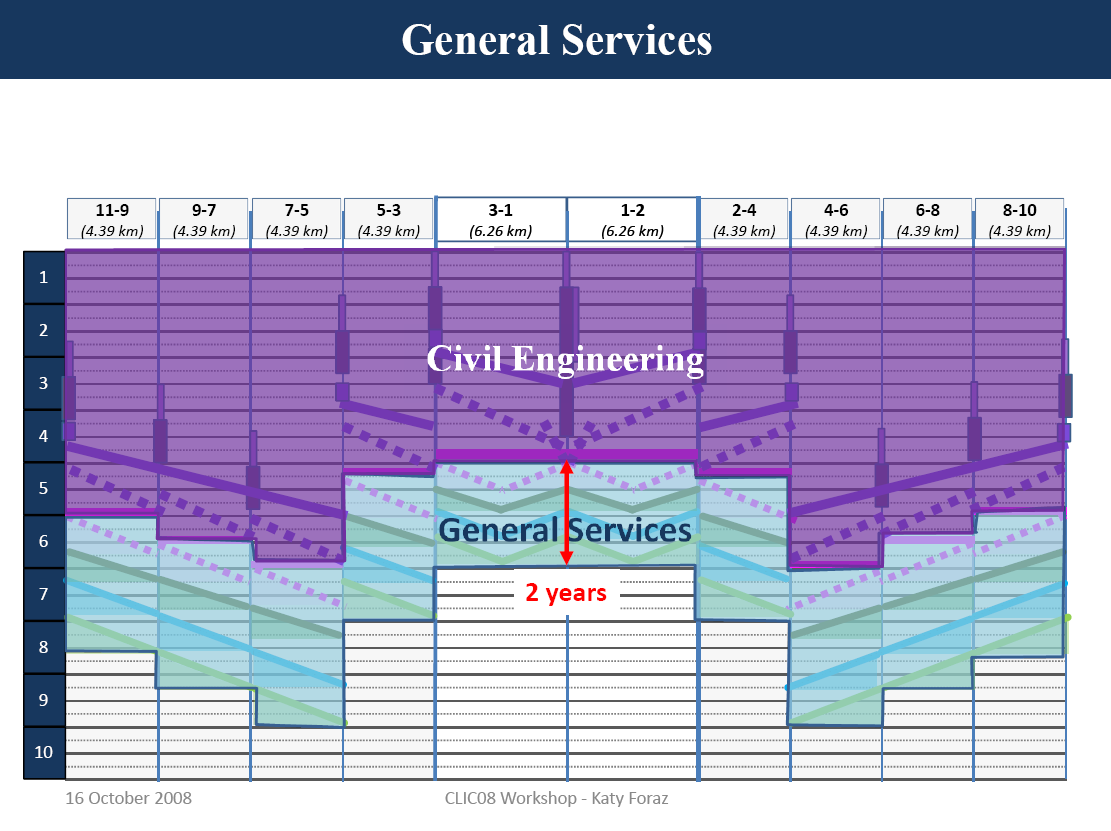 General Services
11-9 9-7 7-5 5-3 3-1 1-2 2-4 4-6 6-8 8-10
(4.39 km) (4.39 km) (4.39 km) (4.39 km) (6.26 km) (6.26 km) (4.39 km) (4.39 km) (4.39 km) (4.39 km)
1
2
Civil Engineering
3
4
5
General Services
6
2 years
7
8
9
10
16 October 2008 CLIC08 Workshop - Katy Foraz